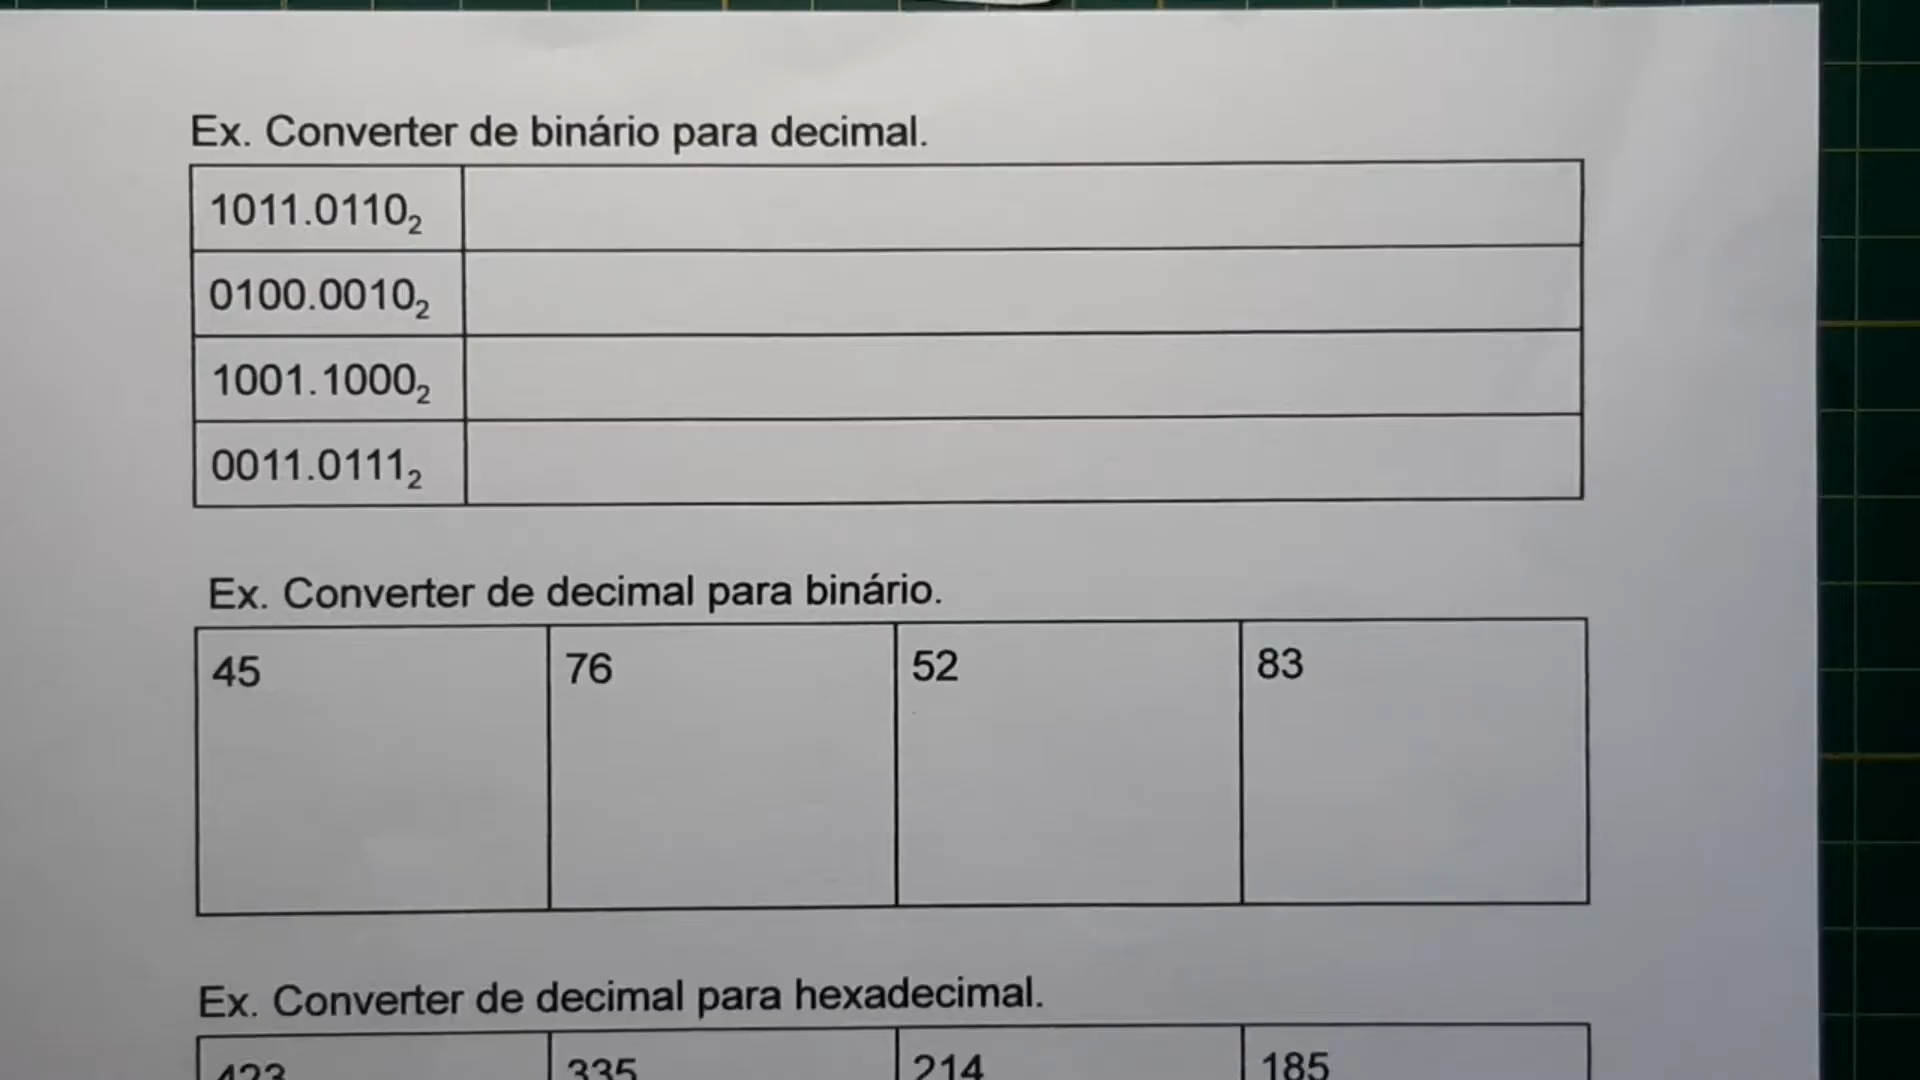 Ex. Converter de binário para decimal.
1011.0110₂
0100.0010₂
1001.1000₂
0011.0111₂
Ex. Converter de decimal para binário.
45 76 52 83
Ex. Converter de decimal para hexadecimal.
423 335 214 185